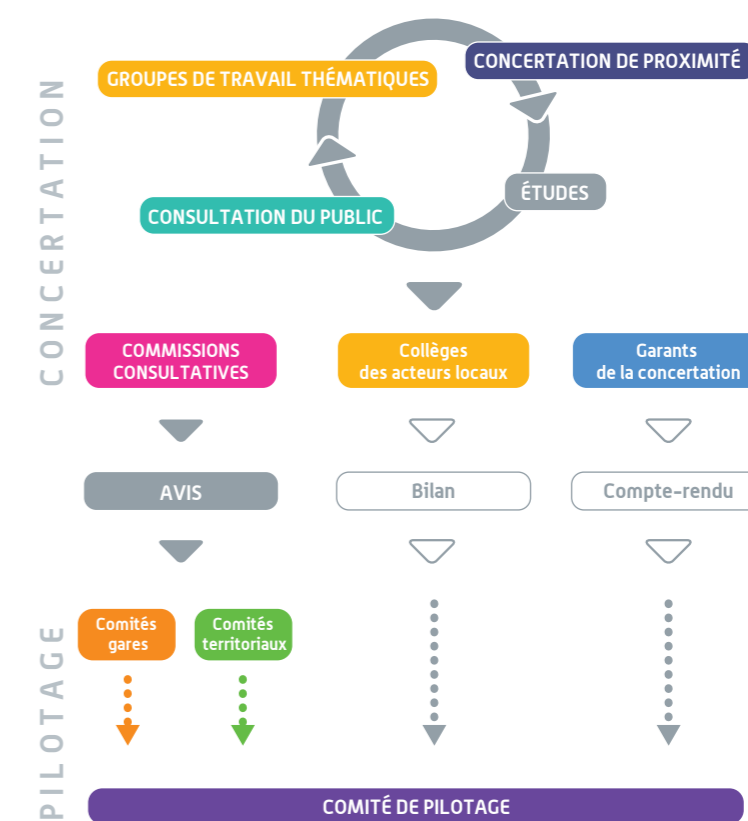 CONCERTATION
GROUPES DE TRAVAIL THÉMATIQUES
CONCERTATION DE PROXIMITÉ
ÉTUDES
CONSULTATION DU PUBLIC
COMMISSIONS
CONSULTATIVES
Collèges
des acteurs locaux
Garants
de la concertation
AVIS
Bilan
Compte-rendu
PILOTAGE
Comités
gares
Comités
territoriaux
COMITÉ DE PILOTAGE